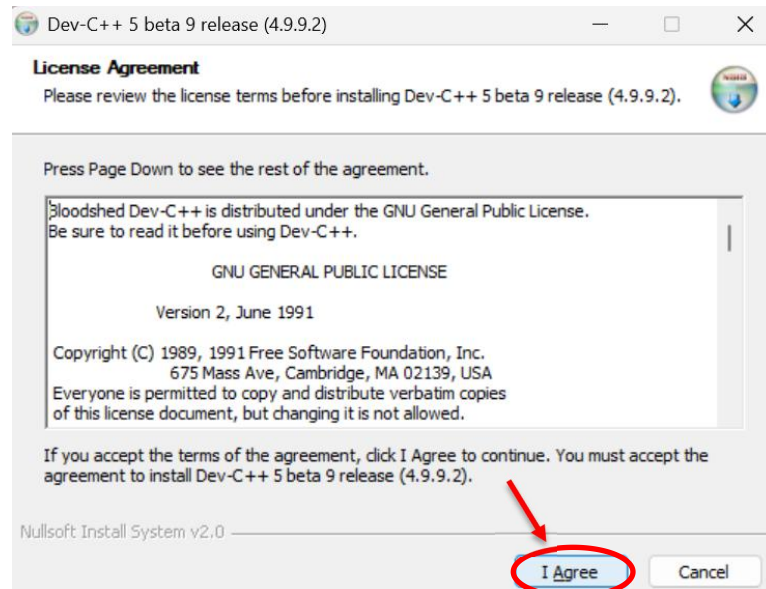 Dev-C++ 5 beta 9 release (4.9.9.2)
License Agreement
Please review the license terms before installing Dev-C++ 5 beta 9 release (4.9.9.2).
Press Page Down to see the rest of the agreement.
Bloodshed Dev-C++ is distributed under the GNU General Public License.
Be sure to read it before using Dev-C++.
GNU GENERAL PUBLIC LICENSE
Version 2, June 1991
Copyright (C) 1989, 1991 Free Software Foundation, Inc.
675 Mass Ave, Cambridge, MA 02139, USA
Everyone is permitted to copy and distribute verbatim copies
of this license document, but changing it is not allowed.
If you accept the terms of the agreement, click I Agree to continue. You must accept the
agreement to install Dev-C++ 5 beta 9 release (4.9.9.2).
Nullsoft Install System v2.0
I Agree
Cancel